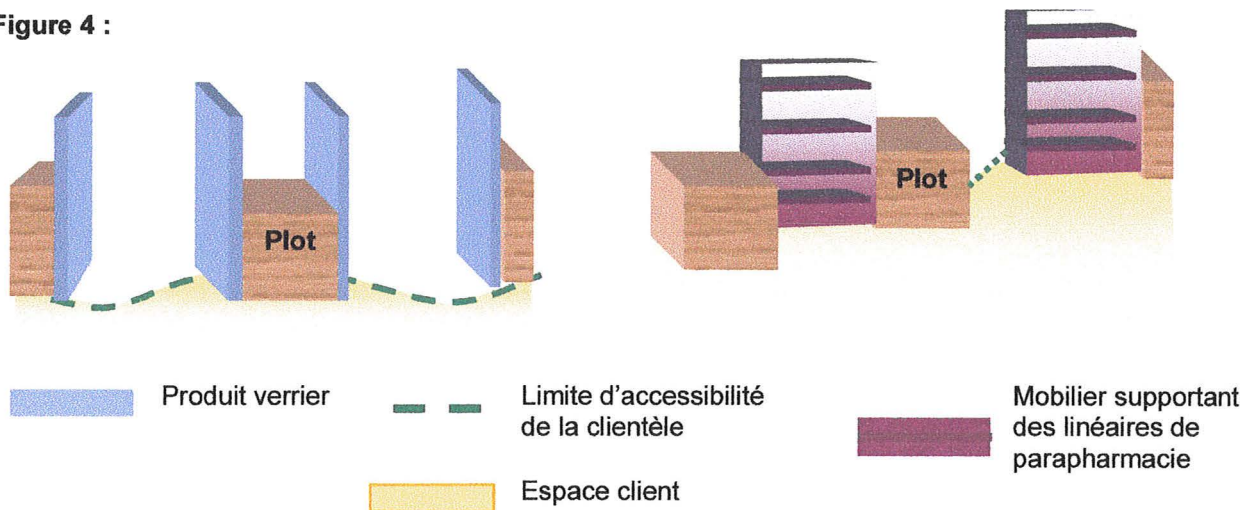 Figure 4 :
Plot
Plot
Produit verrier
Limite d'accessibilité
de la clientèle
Mobilier supportant
des linéaires de
parapharmacie
Espace client